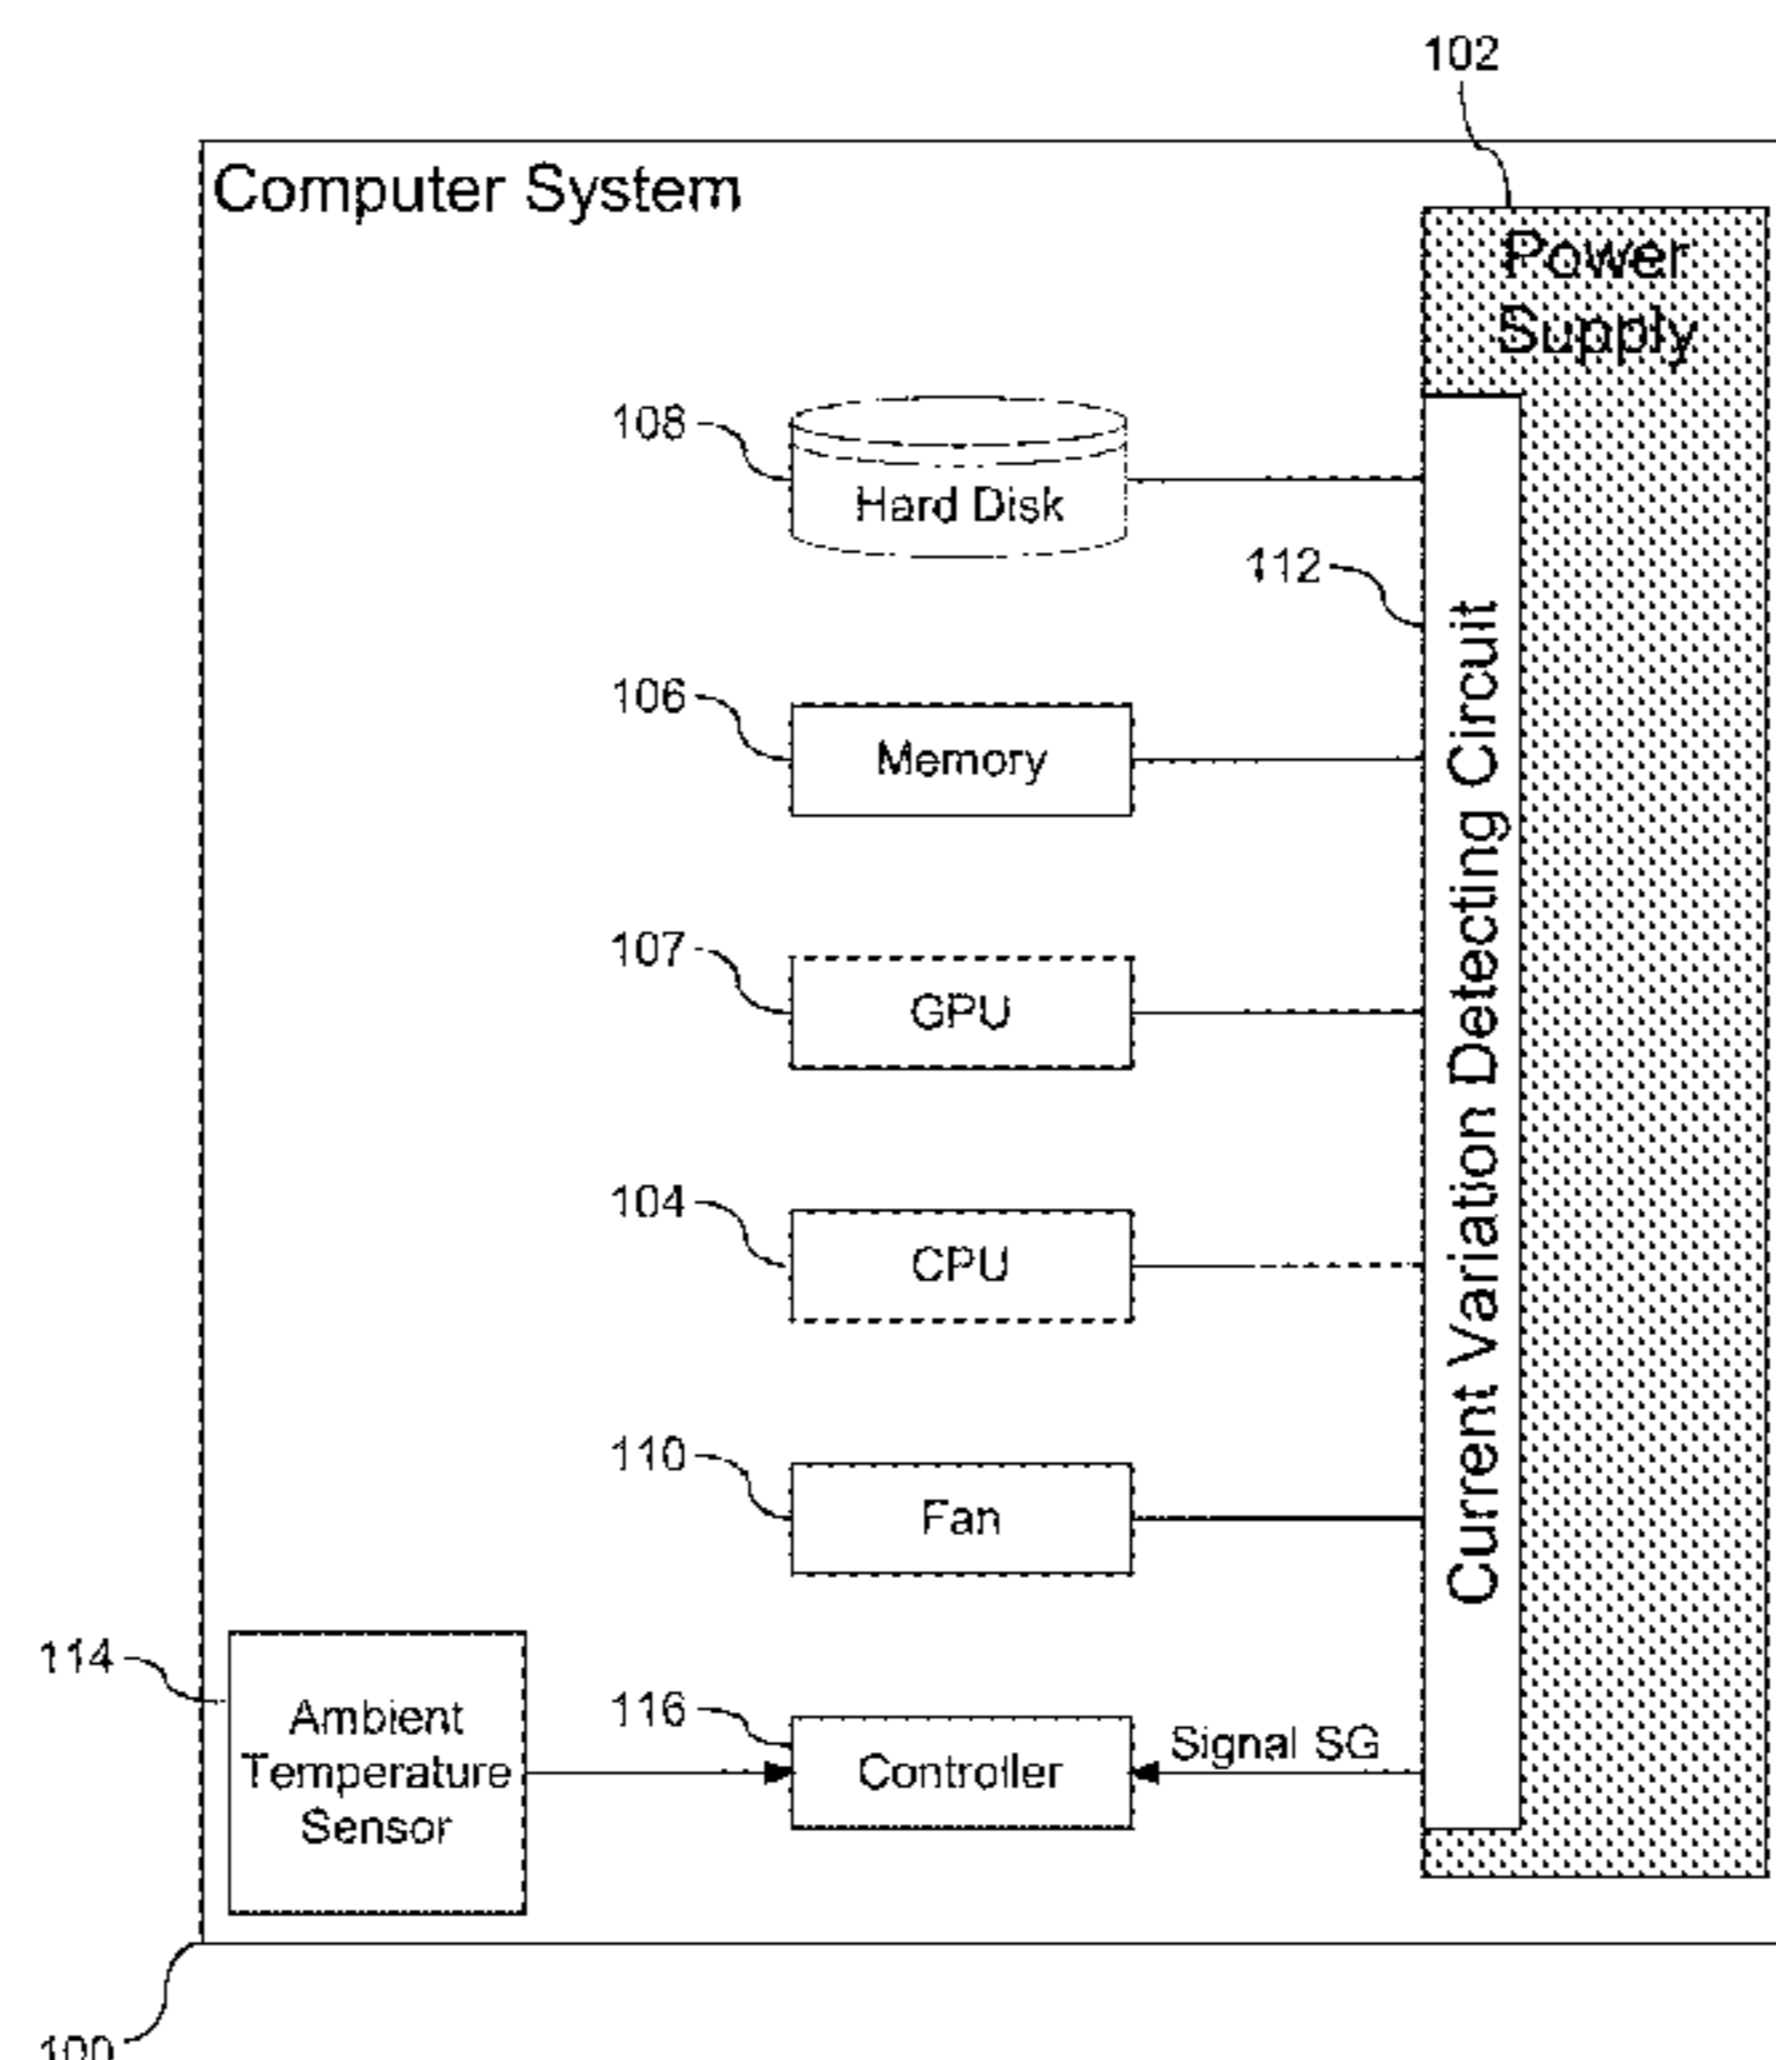 102
Computer System
Power
Supply
108
Hard Disk
112
Current Variation Detecting Circuit
106
Memory
107
GPU
104
CPU
110
Fan
114
Ambient
Temperature
Sensor
116
Controller
Signal SG
100